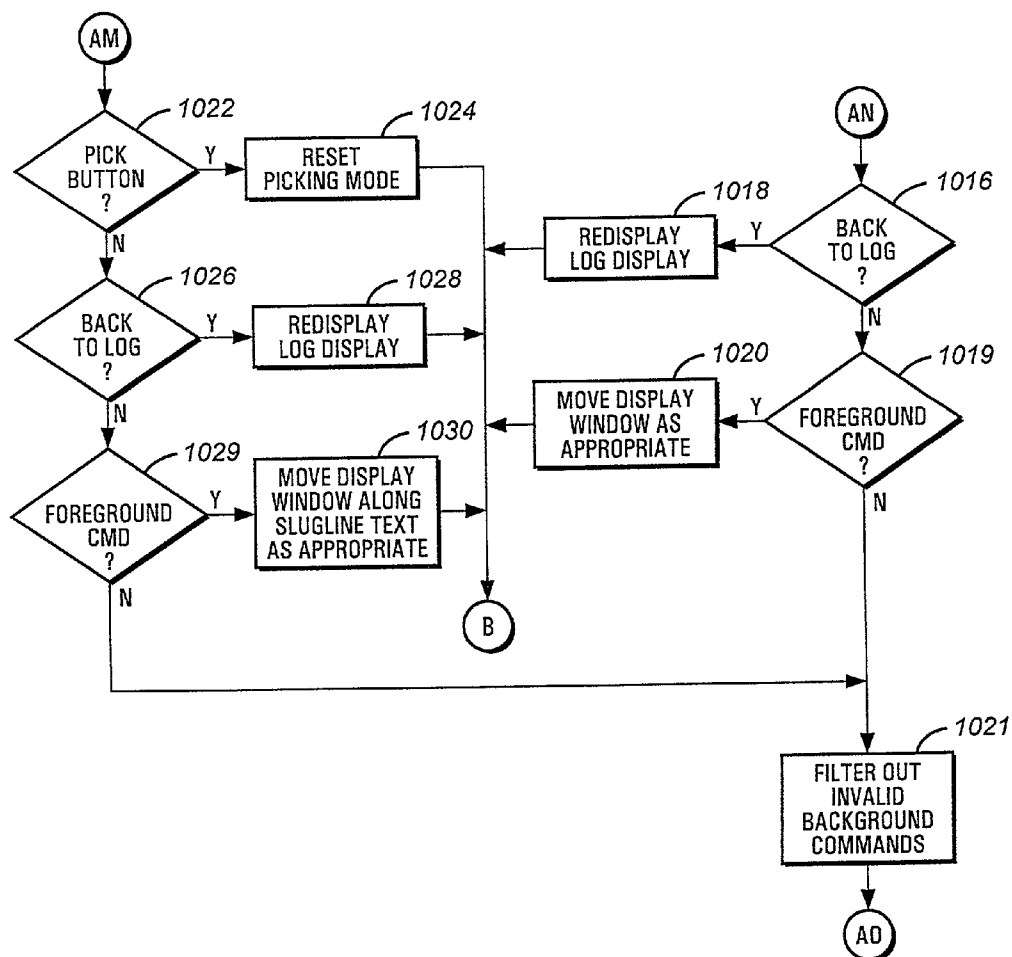 AM
1022
PICK
BUTTON
?
Y
1024
RESET
PICKING MODE
N
1026
BACK
TO LOG
?
Y
1028
REDISPLAY
LOG DISPLAY
N
1029
FOREGROUND
CMD
?
Y
1030
MOVE DISPLAY
WINDOW ALONG
SLUGLINE TEXT
AS APPROPRIATE
N
B
AN
1016
BACK
TO LOG
?
Y
1018
REDISPLAY
LOG DISPLAY
N
1019
FOREGROUND
CMD
?
Y
1020
MOVE DISPLAY
WINDOW AS
APPROPRIATE
N
1021
FILTER OUT
INVALID
BACKGROUND
COMMANDS
AO